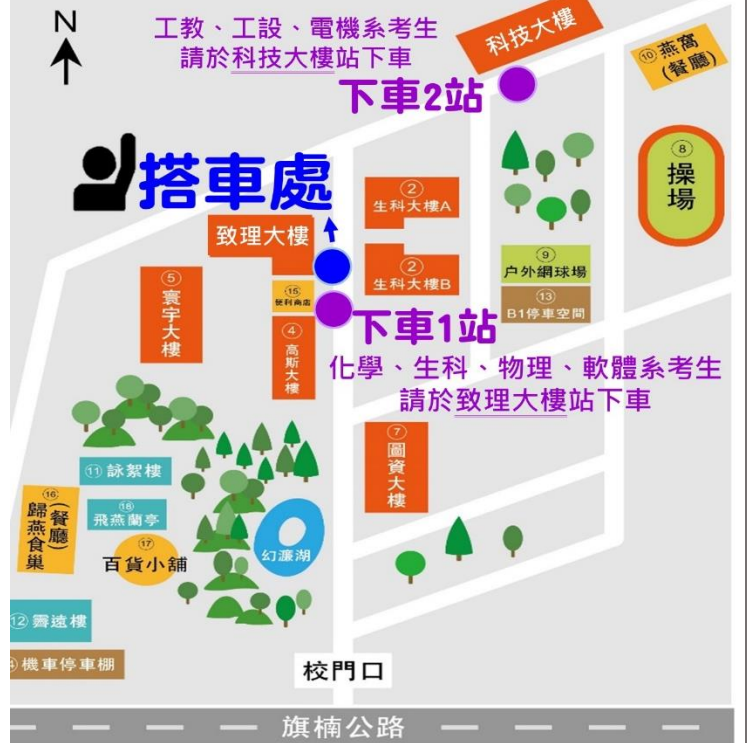 N
工教、工設、電機系考生
請於科技大樓站下車
科技大樓
下車2站
⑩燕窩
(餐廳)
⑧
操場
搭車處
②
生科大樓A
致理大樓
②
生科大樓B
⑨
户外網球場
⑬
B1停車空間
⑤
寰宇大樓
⑮
便利商店
④
高斯大樓
下車1站
化學、生科、物理、軟體系考生
請於致理大樓站下車
⑦
圖資大樓
⑪詠絮樓
⑯
歸燕食巢
(餐廳)
⑱
飛燕蘭亭
⑰
百貨小舖
幻濂湖
⑫霽遠樓
機車停車棚
校門口
旗楠公路